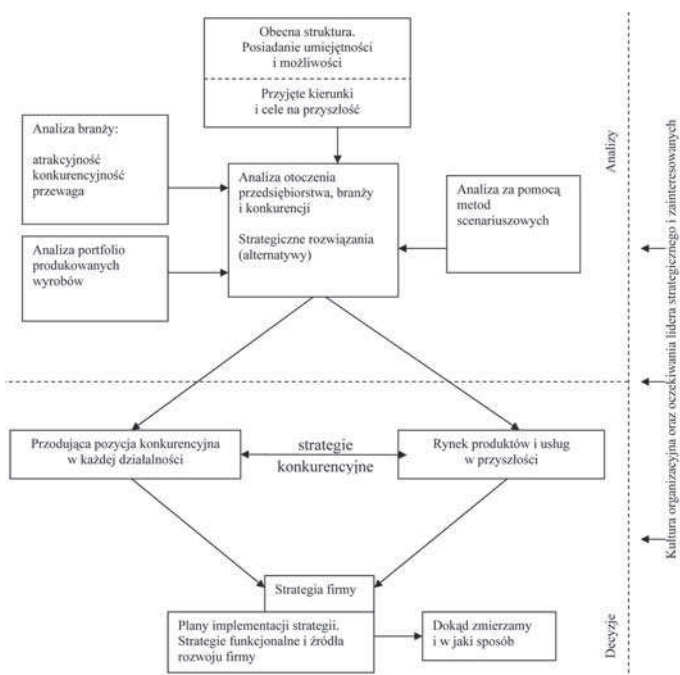 Obecna struktura.
Posiadanie umiejętności
i możliwości
Przyjęte kierunki
i cele na przyszłość
Analiza branży:
atrakcyjność
konkurencyjność
przewaga
Analiza portfolio
produkowanych
wyrobów
Analiza otoczenia
przedsiębiorstwa, branży
i konkurencji
Strategiczne rozwiązania
(alternatywy)
Analiza za pomocą
metod
scenariuszowych
Analizy
Przodująca pozycja konkurencyjna
w każdej działalności
strategie
konkurencyjne
Rynek produktów i usług
w przyszłości
Strategia firmy
Plany implementacji strategii.
Strategie funkcjonalne i źródła
rozwoju firmy
Dokąd zmierzamy
i w jaki sposób
Decyzje
Kultura organizacyjna oraz oczekiwania lidera strategicznego i zainteresowanych